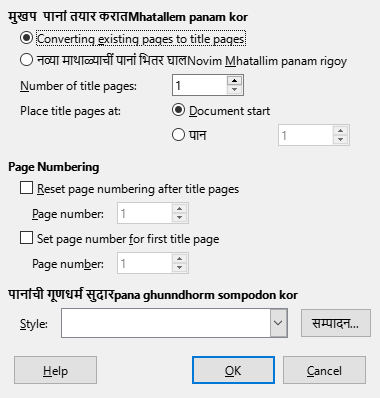 मुखप पानां तयार करातMhatallem panam kor
Converting existing pages to title pages
नव्या माथाळ्याचीं पानां भितर घालNovim Mhatallim panam rigoy
Number of title pages: 1
Place title pages at: Document start
पान 1
Page Numbering
Reset page numbering after title pages
Page number: 1
Set page number for first title page
Page number: 1
पानांची गूणधर्म सुदारpana ghunndhorm sompodon kor
Style: सम्पादन...
Help OK Cancel